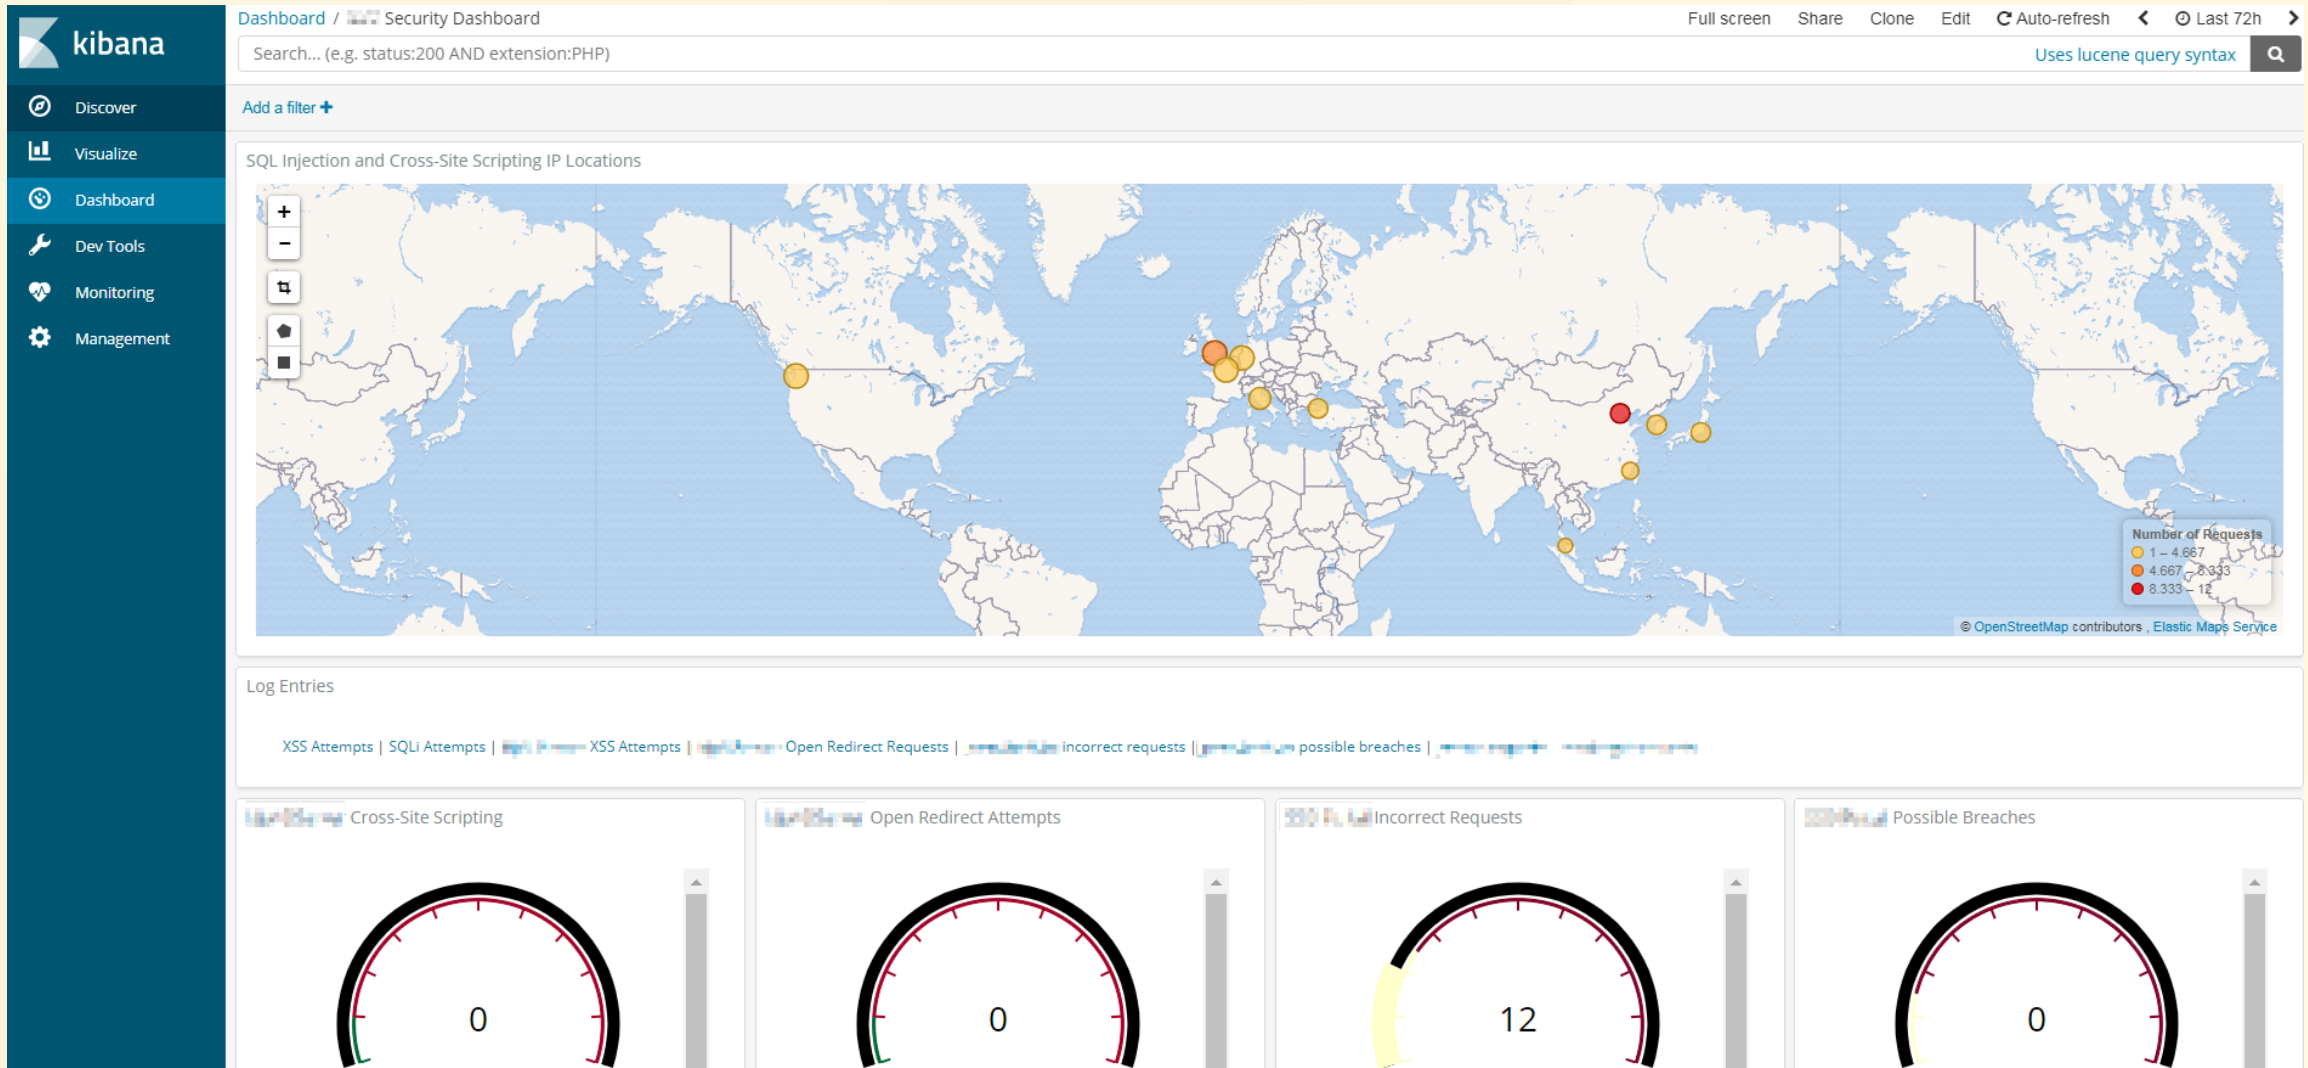 kibana
Dashboard / Security Dashboard
Full screen Share Clone Edit Auto-refresh Last 72h
Search... (e.g. status:200 AND extension:PHP)
Uses lucene query syntax
Discover
Visualize
Dashboard
Dev Tools
Monitoring
Management
Add a filter +
SQL Injection and Cross-Site Scripting IP Locations
+
−
Number of Requests
1 – 4.667
4.667 – 8.333
8.333 – 12
© OpenStreetMap contributors , Elastic Maps Service
Log Entries
XSS Attempts | SQLi Attempts | XSS Attempts | Open Redirect Requests | incorrect requests | possible breaches |
Cross-Site Scripting
0
Open Redirect Attempts
0
Incorrect Requests
12
Possible Breaches
0